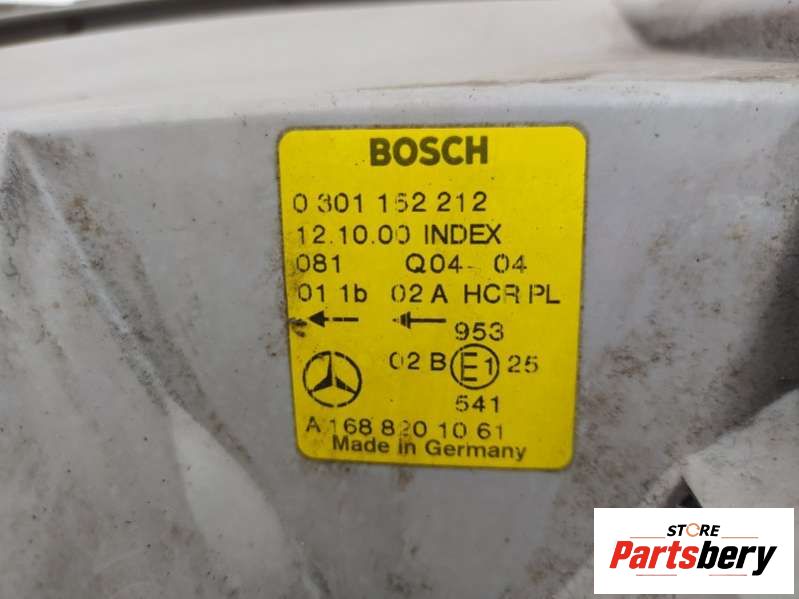 BOSCH
0 301 152 212
12.10.00 INDEX
081 Q04- 04
01 1b 02 A HCR PL
953
02 B E1 25
541
A 168 820 10 61
Made in Germany
STORE
Partsbery